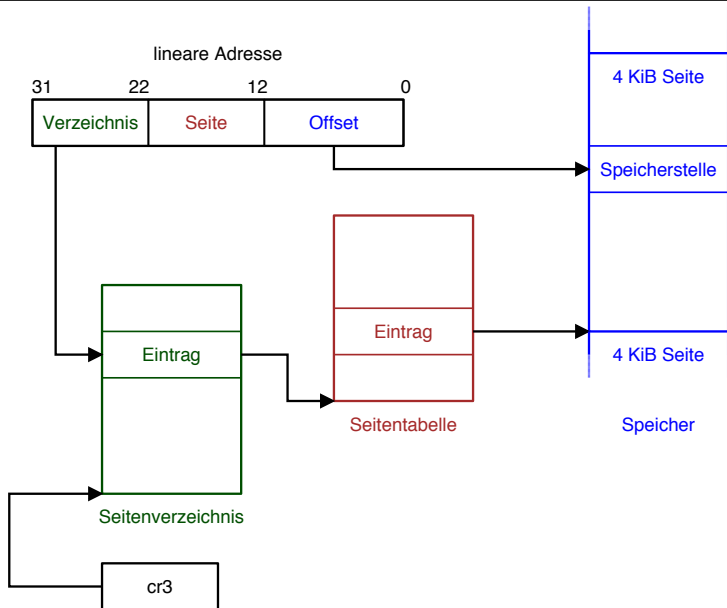 lineare Adresse
31 22 12 0
Verzeichnis Seite Offset
4 KiB Seite
Speicherstelle
Eintrag
Eintrag
4 KiB Seite
Seitentabelle
Speicher
Seitenverzeichnis
cr3